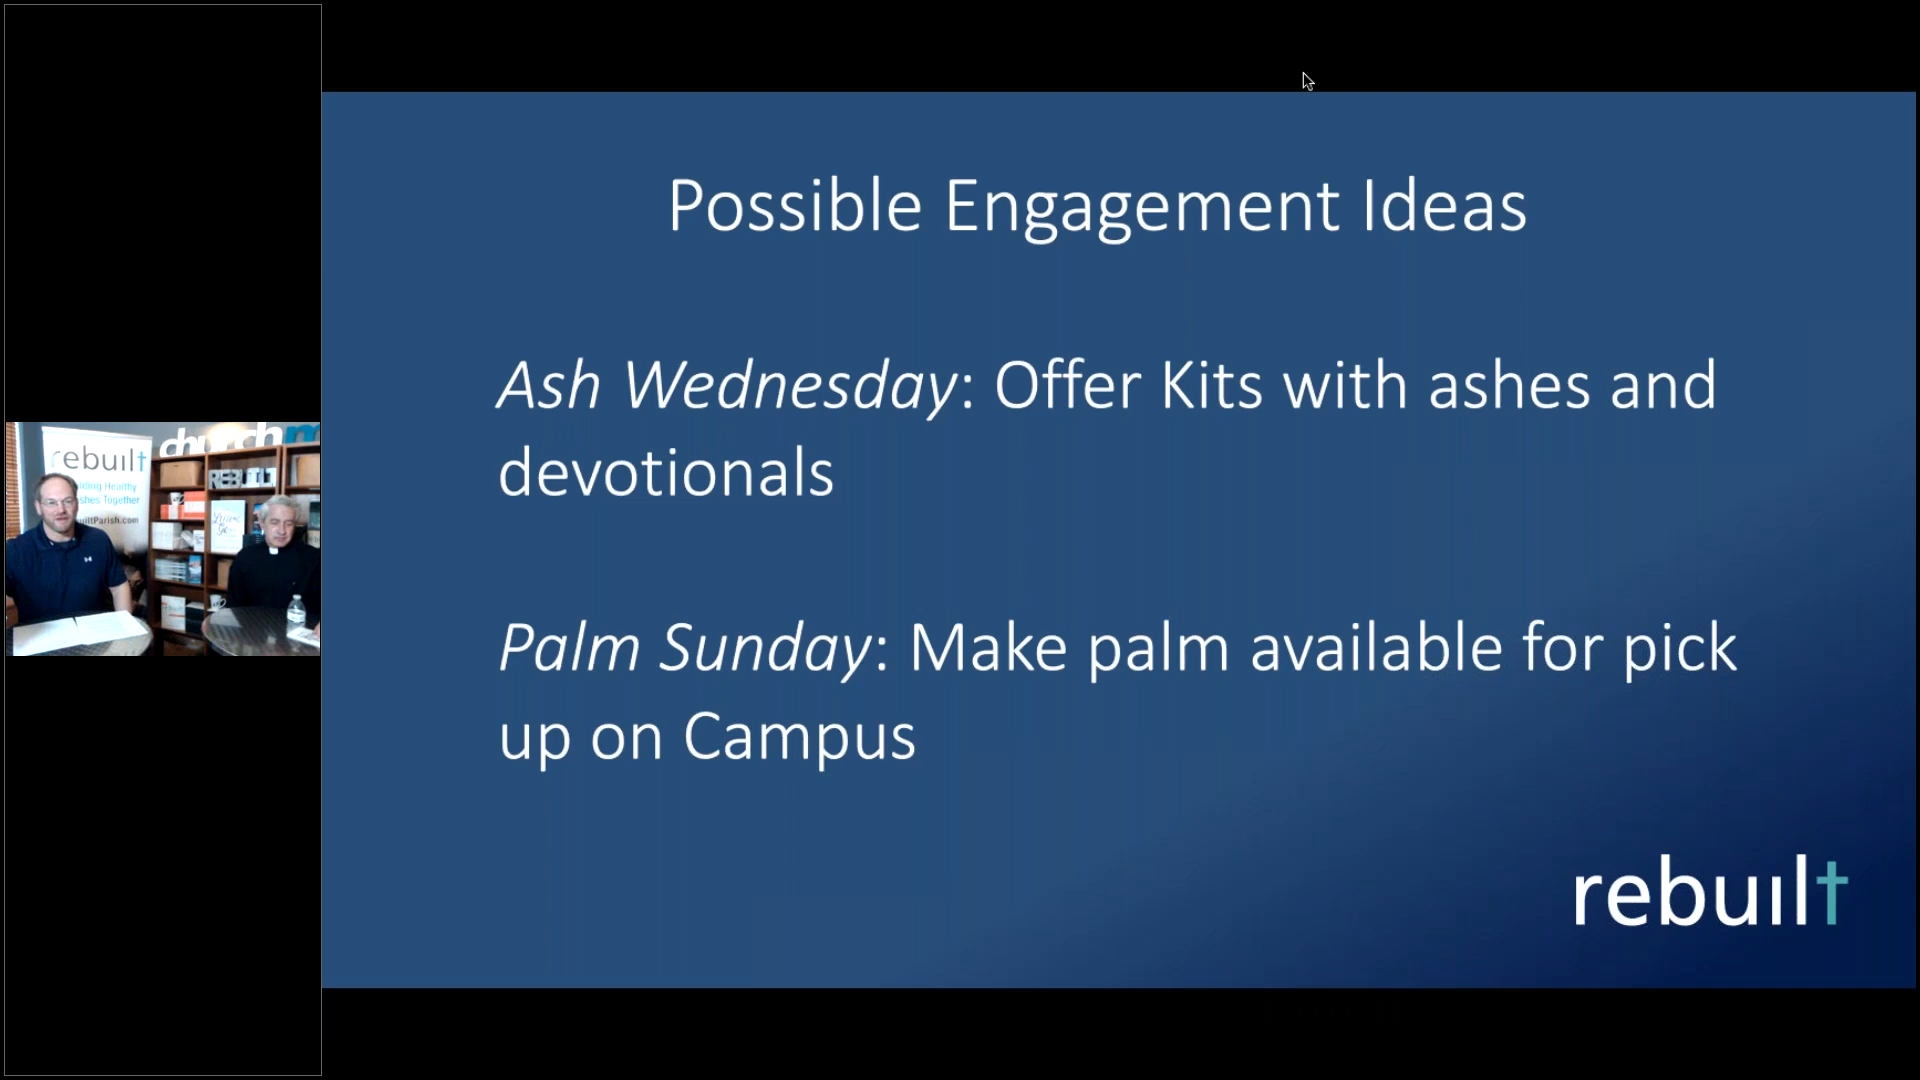 Possible Engagement Ideas
Ash Wednesday: Offer Kits with ashes and
devotionals
Palm Sunday: Make palm available for pick
up on Campus
rebuilt
church
rebuilt
REBUILT